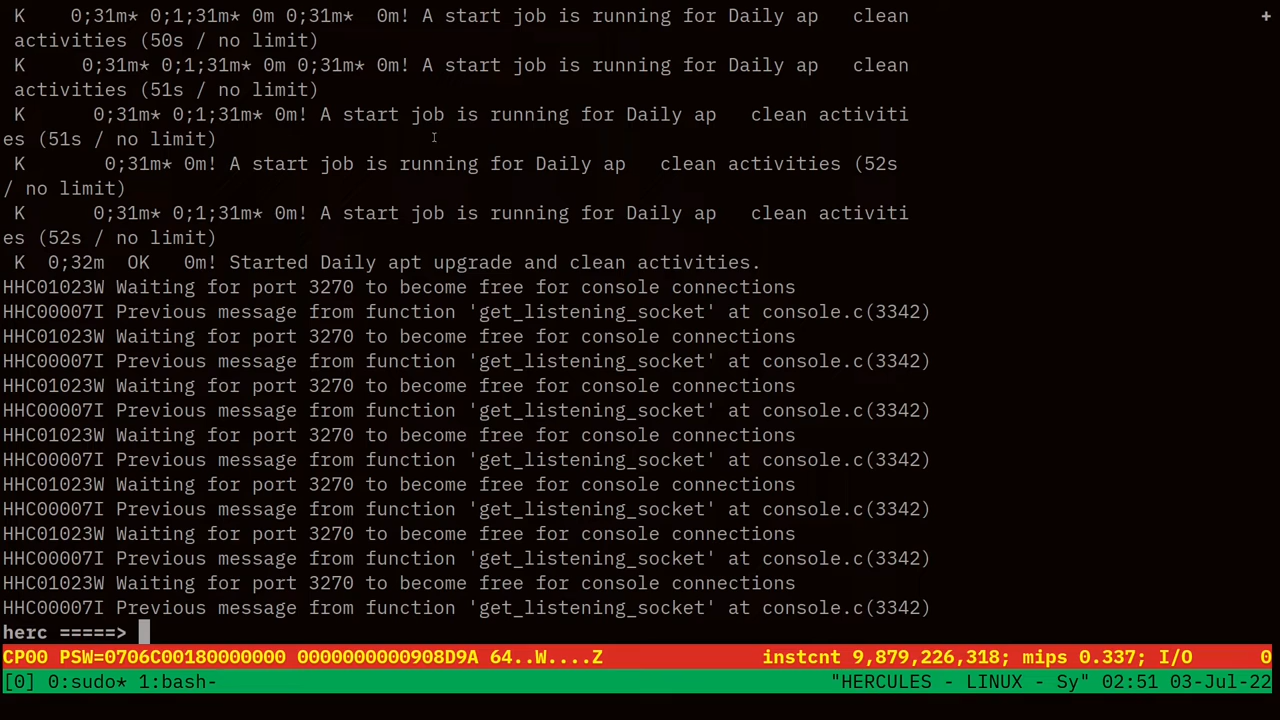 K   0;31m* 0;1;31m* 0m 0;31m*  0m! A start job is running for Daily ap   clean
+
activities (50s / no limit)
K     0;31m* 0;1;31m* 0m 0;31m* 0m! A start job is running for Daily ap   clean
activities (51s / no limit)
K      0;31m* 0;1;31m* 0m! A start job is running for Daily ap   clean activiti
es (51s / no limit)
K       0;31m* 0m! A start job is running for Daily ap   clean activities (52s
/ no limit)
K      0;31m* 0;1;31m* 0m! A start job is running for Daily ap   clean activiti
es (52s / no limit)
K  0;32m  OK   0m! Started Daily apt upgrade and clean activities.
HHC01023W Waiting for port 3270 to become free for console connections
HHC00007I Previous message from function 'get_listening_socket' at console.c(3342)
HHC01023W Waiting for port 3270 to become free for console connections
HHC00007I Previous message from function 'get_listening_socket' at console.c(3342)
HHC01023W Waiting for port 3270 to become free for console connections
HHC00007I Previous message from function 'get_listening_socket' at console.c(3342)
HHC01023W Waiting for port 3270 to become free for console connections
HHC00007I Previous message from function 'get_listening_socket' at console.c(3342)
HHC01023W Waiting for port 3270 to become free for console connections
HHC00007I Previous message from function 'get_listening_socket' at console.c(3342)
HHC01023W Waiting for port 3270 to become free for console connections
HHC00007I Previous message from function 'get_listening_socket' at console.c(3342)
HHC01023W Waiting for port 3270 to become free for console connections
HHC00007I Previous message from function 'get_listening_socket' at console.c(3342)
herc =====>
CP00 PSW=0706C00180000000 0000000000908D9A 64..W....Z              instcnt 9,879,226,318; mips 0.337; I/O      0
[0] 0:sudo* 1:bash-                                                      "HERCULES - LINUX - Sy" 02:51 03-Jul-22